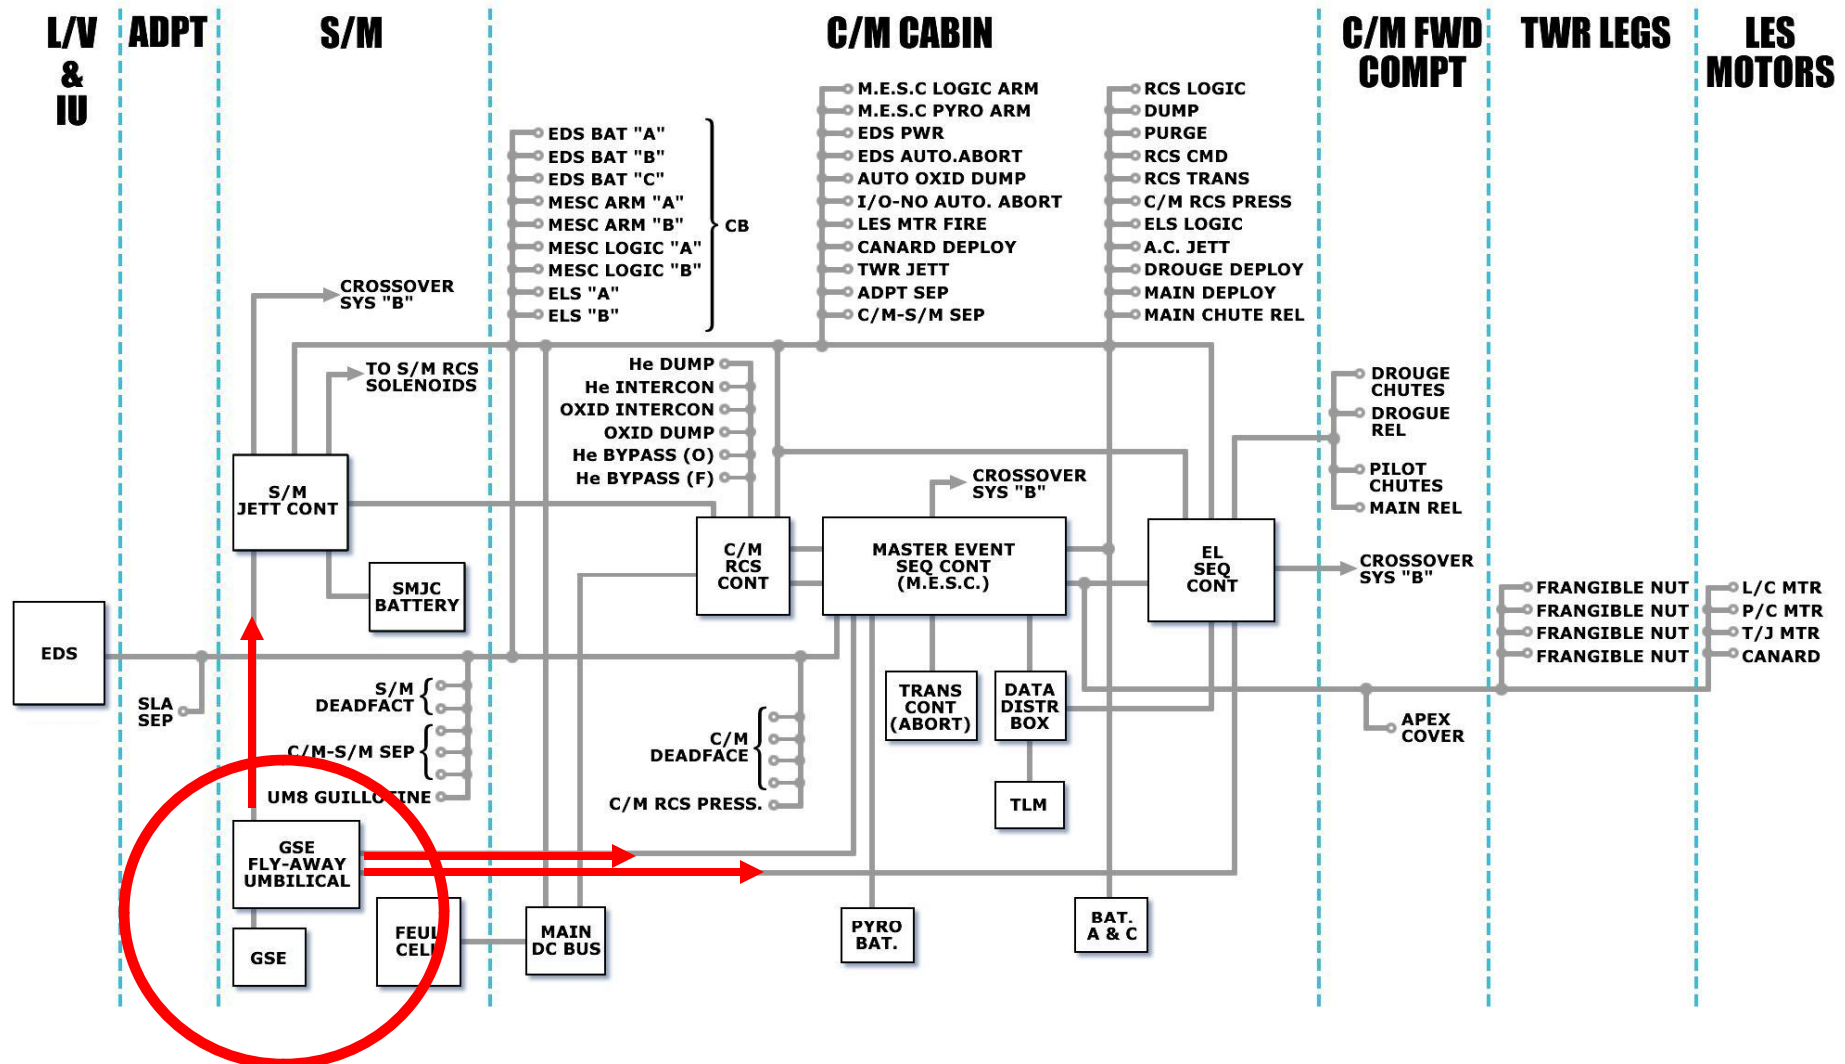 L/V
&
IU
ADPT
S/M
C/M CABIN
C/M FWD
COMPT
TWR LEGS
LES
MOTORS
EDS BAT "A"
EDS BAT "B"
EDS BAT "C"
MESC ARM "A"
MESC ARM "B"
MESC LOGIC "A"
MESC LOGIC "B"
ELS "A"
ELS "B"
CB
M.E.S.C LOGIC ARM
M.E.S.C PYRO ARM
EDS PWR
EDS AUTO.ABORT
AUTO OXID DUMP
I/O-NO AUTO. ABORT
LES MTR FIRE
CANARD DEPLOY
TWR JETT
ADPT SEP
C/M-S/M SEP
RCS LOGIC
DUMP
PURGE
RCS CMD
RCS TRANS
C/M RCS PRESS
ELS LOGIC
A.C. JETT
DROUGE DEPLOY
MAIN DEPLOY
MAIN CHUTE REL
CROSSOVER
SYS "B"
TO S/M RCS
SOLENOIDS
He DUMP
He INTERCON
OXID INTERCON
OXID DUMP
He BYPASS (O)
He BYPASS (F)
DROUGE
CHUTES
DROGUE
REL
PILOT
CHUTES
MAIN REL
S/M
JETT CONT
CROSSOVER
SYS "B"
C/M
RCS
CONT
MASTER EVENT
SEQ CONT
(M.E.S.C.)
EL
SEQ
CONT
CROSSOVER
SYS "B"
SMJC
BATTERY
FRANGIBLE NUT
FRANGIBLE NUT
FRANGIBLE NUT
FRANGIBLE NUT
L/C MTR
P/C MTR
T/J MTR
CANARD
EDS
SLA
SEP
S/M
DEADFACT
C/M-S/M SEP
UM8 GUILLOTINE
C/M
DEADFACE
C/M RCS PRESS.
TRANS
CONT
(ABORT)
DATA
DISTR
BOX
APEX
COVER
TLM
GSE
FLY-AWAY
UMBILICAL
GSE
FEUL
CELL
MAIN
DC BUS
PYRO
BAT.
BAT.
A & C